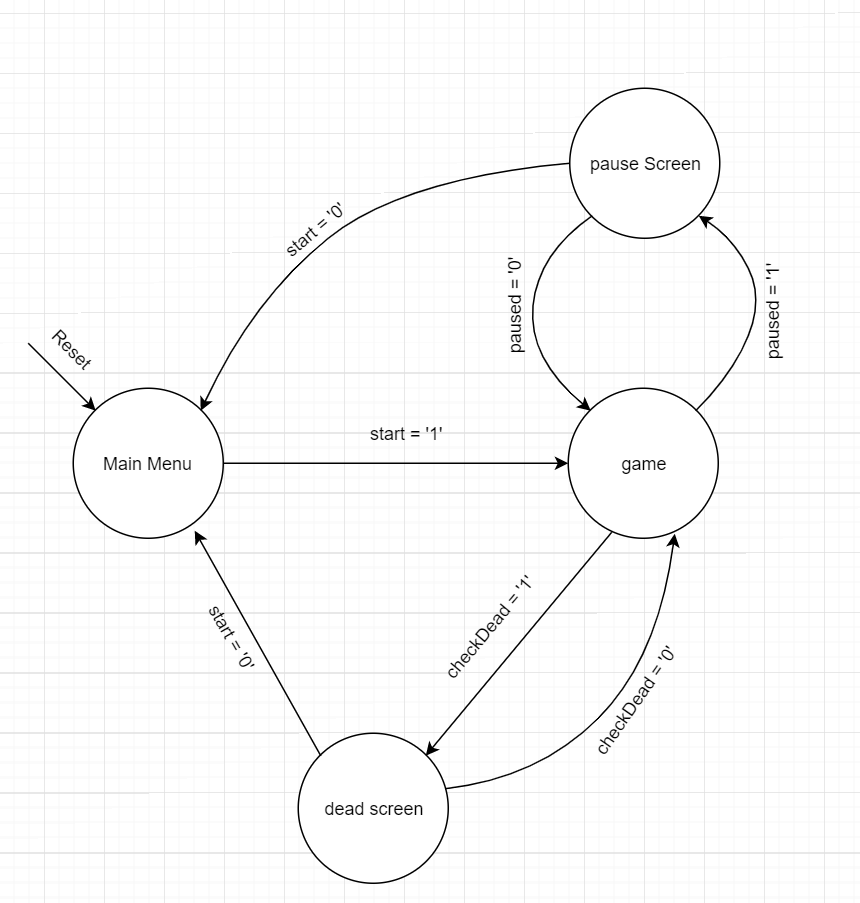 pause Screen
start = '0'
paused = '0'
paused = '1'
Reset
start = '1'
Main Menu
game
checkDead = '1'
start = '0'
checkDead = '0'
dead screen